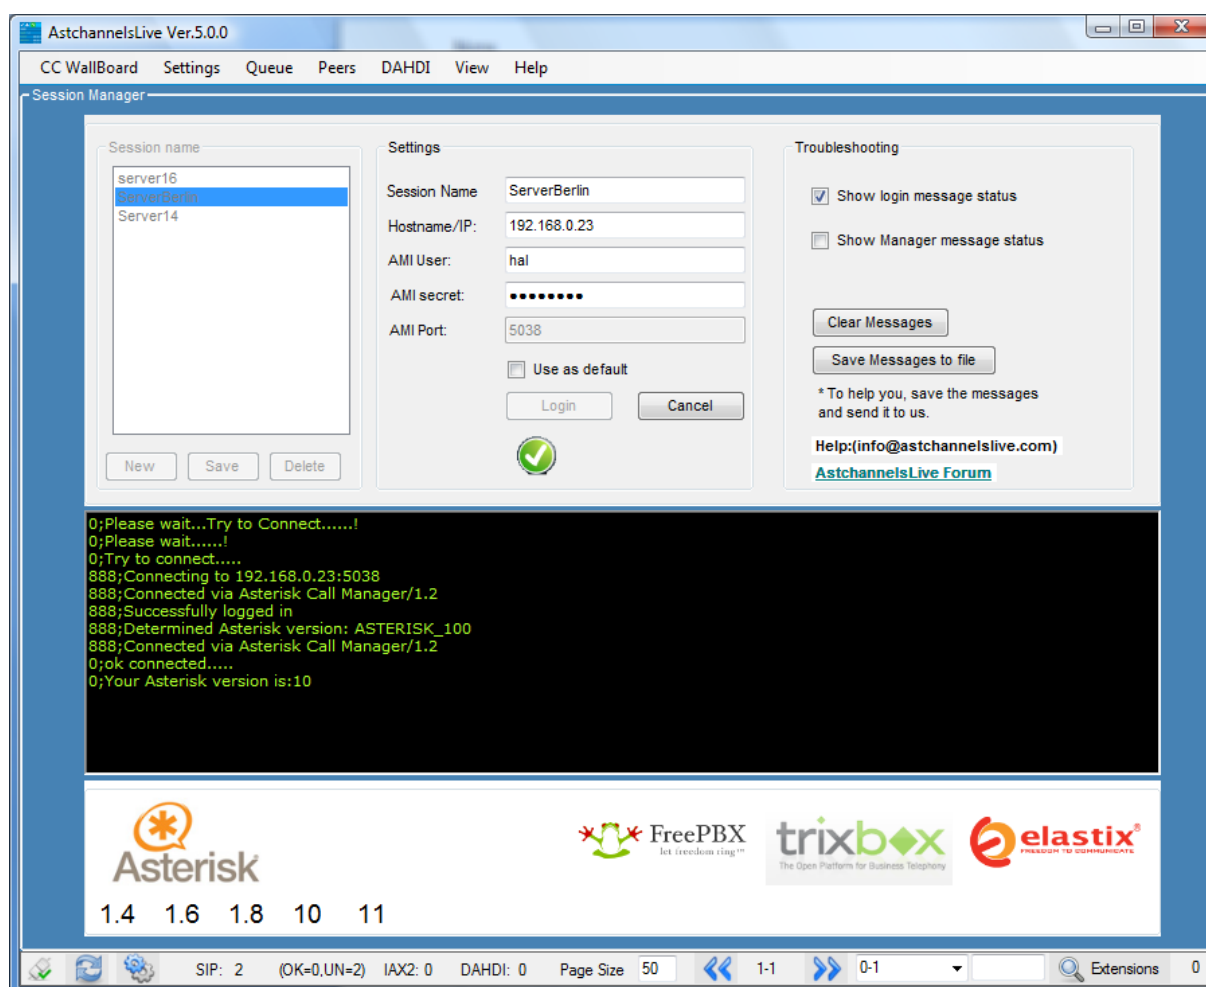 AstchannelsLive Ver.5.0.0
CC WallBoard Settings Queue Peers DAHDI View Help
Session Manager
Session name
server16
ServerBerlin
Server14
New Save Delete
Settings
Session Name ServerBerlin
Hostname/IP: 192.168.0.23
AMI User: hal
AMI secret: ●●●●●●●●
AMI Port: 5038
Use as default
Login Cancel
Troubleshooting
Show login message status
Show Manager message status
Clear Messages
Save Messages to file
* To help you, save the messages
and send it to us.
Help:(info@astchannelslive.com)
AstchannelsLive Forum
0;Please wait...Try to Connect......!
0;Please wait......!
0;Try to connect.....
888;Connecting to 192.168.0.23:5038
888;Connected via Asterisk Call Manager/1.2
888;Successfully logged in
888;Determined Asterisk version: ASTERISK_100
888;Connected via Asterisk Call Manager/1.2
0;ok connected.....
0;Your Asterisk version is:10
Asterisk
1.4 1.6 1.8 10 11
FreePBX
let freedom ring™
trixbox
The Open Platform for Business Telephony
elastix®
FREEDOM TO COMMUNICATE
SIP: 2 (OK=0,UN=2) IAX2: 0 DAHDI: 0 Page Size 50 1-1 0-1 Extensions 0